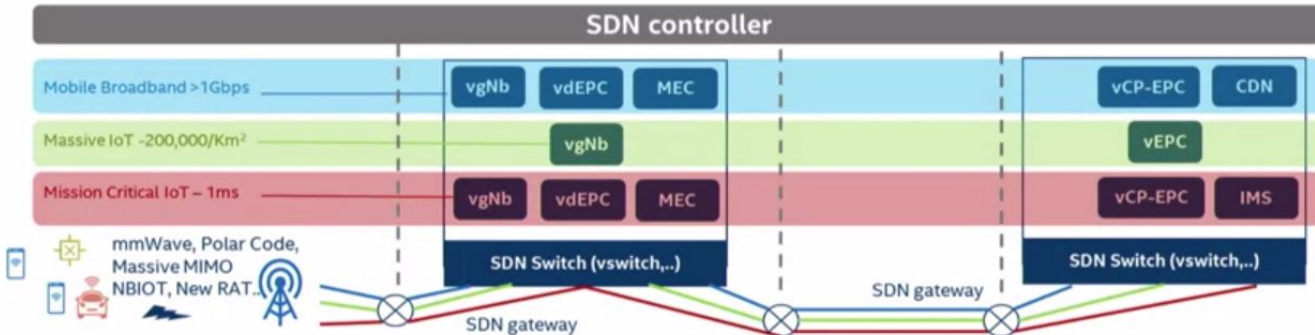 SDN controller
Mobile Broadband >1Gbps
vgNb
vdEPC
MEC
vCP-EPC
CDN
Massive IoT -200,000/Km²
vgNb
vEPC
Mission Critical IoT – 1ms
vgNb
vdEPC
MEC
vCP-EPC
IMS
mmWave, Polar Code,
Massive MIMO
NBIOT, New RAT..
SDN Switch (vswitch,..)
SDN Switch (vswitch,..)
SDN gateway
SDN gateway